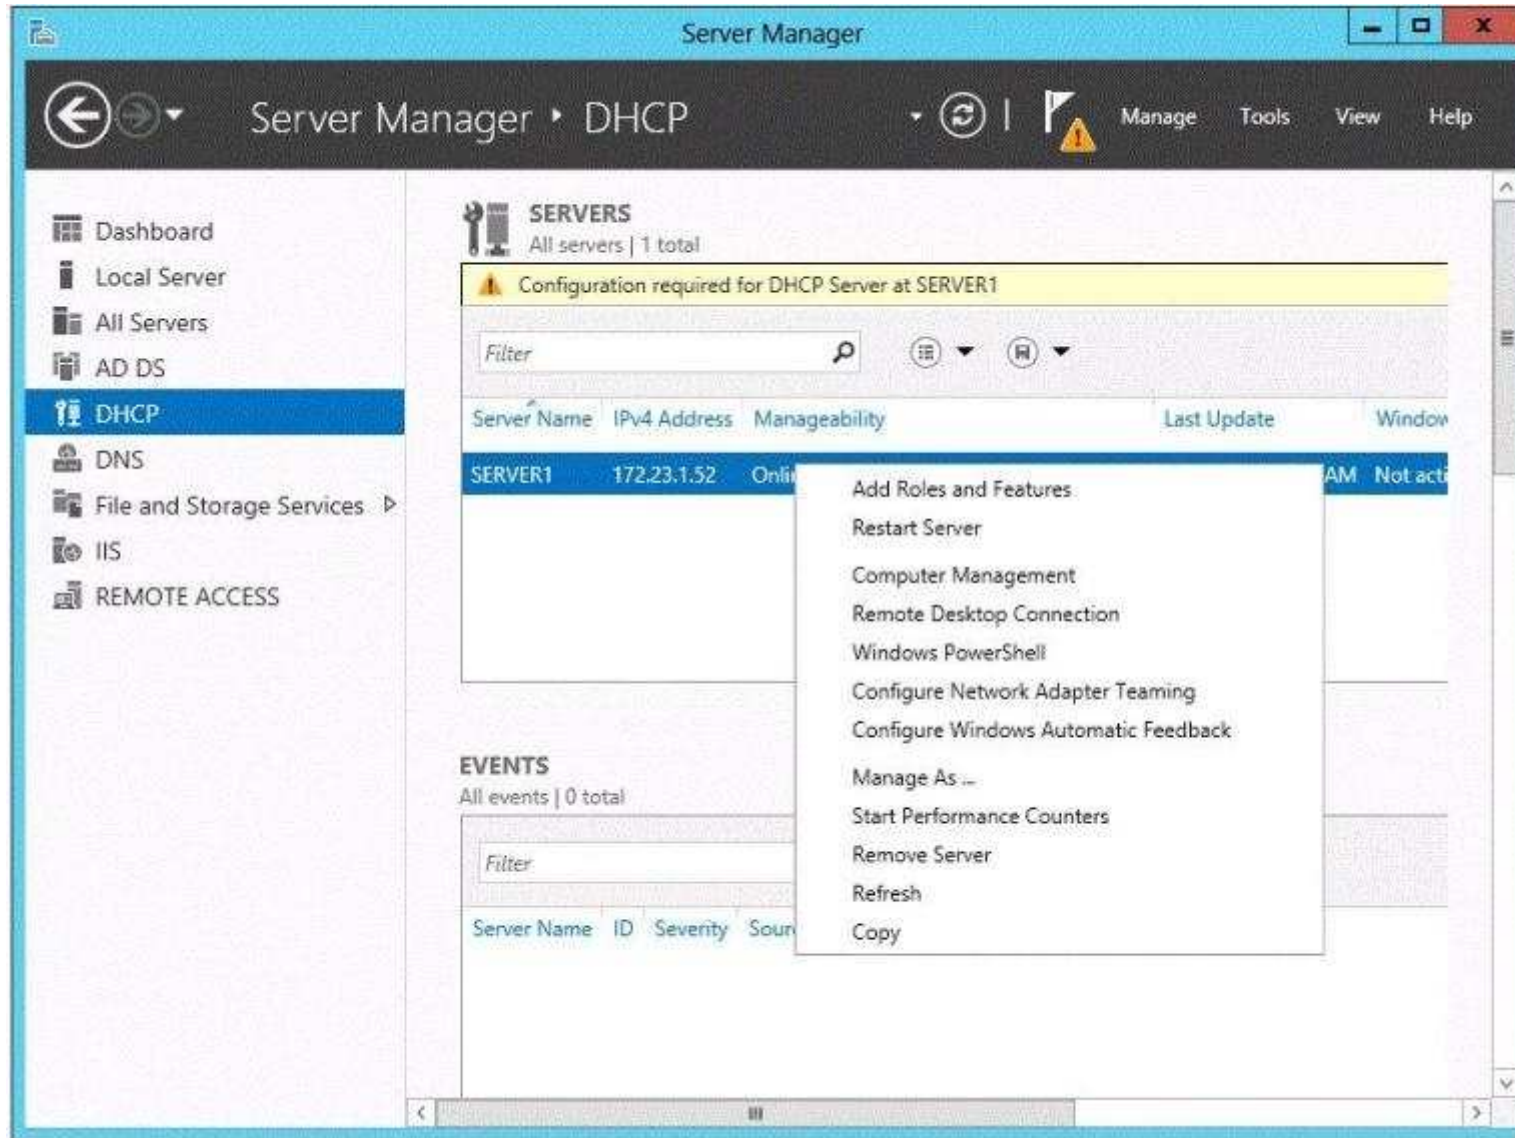 Server Manager
Server Manager • DHCP
Manage Tools View Help
Dashboard
Local Server
All Servers
AD DS
DHCP
DNS
File and Storage Services
IIS
REMOTE ACCESS
SERVERS
All servers | 1 total
Configuration required for DHCP Server at SERVER1
Filter
Server Name IPv4 Address Manageability Last Update Window
SERVER1 172.23.1.52 Onli AM Not acti
Add Roles and Features
Restart Server
Computer Management
Remote Desktop Connection
Windows PowerShell
Configure Network Adapter Teaming
Configure Windows Automatic Feedback
Manage As ...
Start Performance Counters
Remove Server
Refresh
Copy
EVENTS
All events | 0 total
Filter
Server Name ID Severity Sour